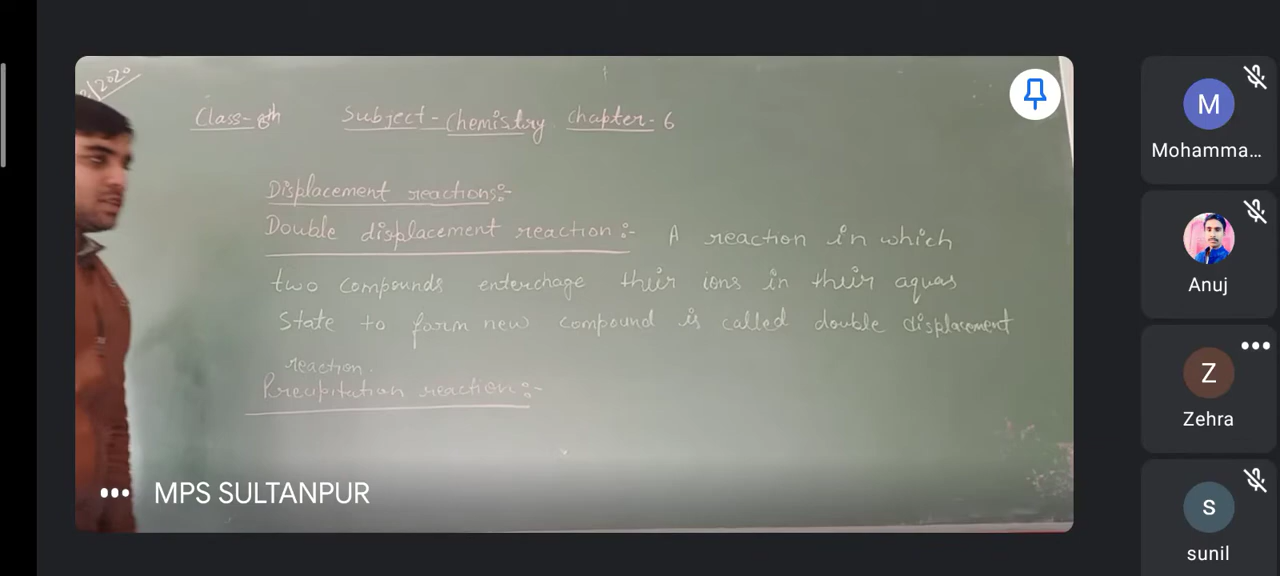 /2020
Class-8th Subject - Chemistry Chapter- 6
Displacement reactions:-
Double displacement reaction :- A reaction in which
two compounds enterchage their ions in their aquas
state to form new compound is called double displacement
reaction.
Precipitation reaction:-
MPS SULTANPUR
M
Mohamma...
Anuj
Z
Zehra
s
sunil